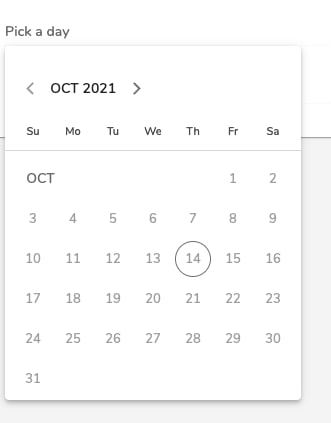 Pick a day
OCT 2021
Su Mo Tu We Th Fr Sa
OCT 1 2
3 4 5 6 7 8 9
10 11 12 13 14 15 16
17 18 19 20 21 22 23
24 25 26 27 28 29 30
31